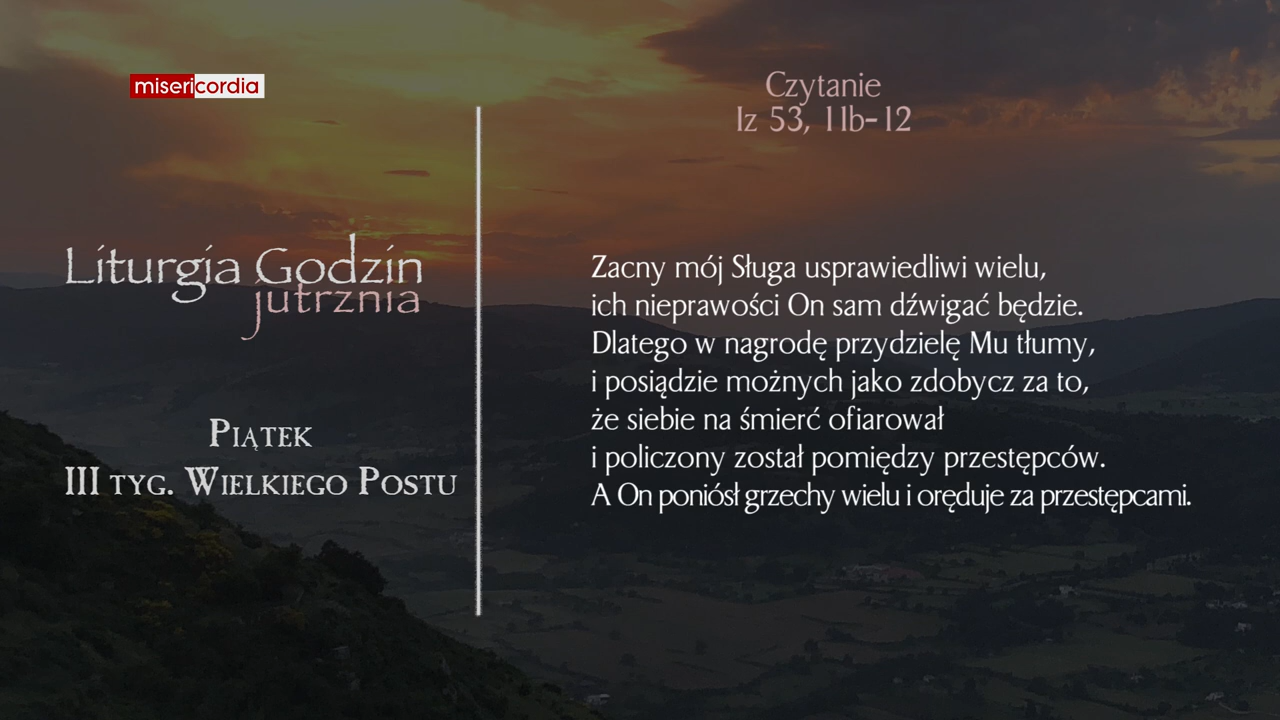 misericordia
Liturgia Godzin
jutrznia
Piątek
III tyg. Wielkiego Postu
Czytanie
Iz 53, 11b-12
Zacny mój Sługa usprawiedliwi wielu,
ich nieprawości On sam dźwigać będzie.
Dlatego w nagrodę przydzielę Mu tłumy,
i posiądzie możnych jako zdobycz za to,
że siebie na śmierć ofiarował
i policzony został pomiędzy przestępców.
A On poniósł grzechy wielu i oręduje za przestępcami.